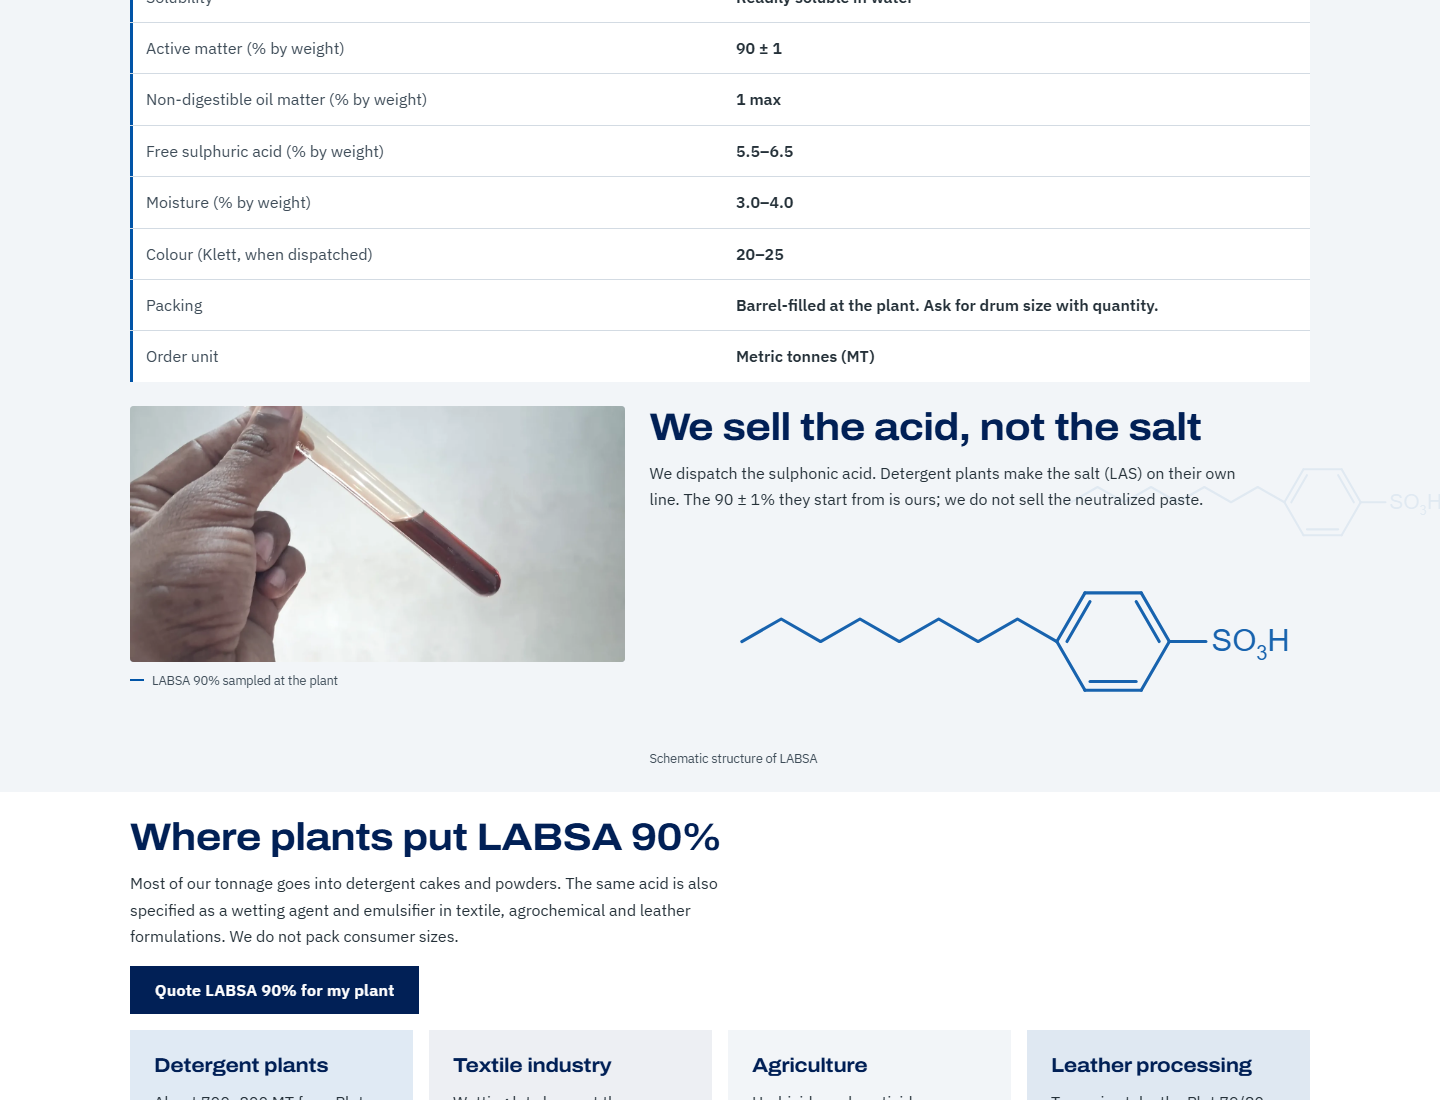 Solubility
Readily soluble in water
Active matter (% by weight)
90 ± 1
Non-digestible oil matter (% by weight)
1 max
Free sulphuric acid (% by weight)
5.5–6.5
Moisture (% by weight)
3.0–4.0
Colour (Klett, when dispatched)
20–25
Packing
Barrel-filled at the plant. Ask for drum size with quantity.
Order unit
Metric tonnes (MT)
We sell the acid, not the salt
We dispatch the sulphonic acid. Detergent plants make the salt (LAS) on their own
line. The 90 ± 1% they start from is ours; we do not sell the neutralized paste.
SO3H
SO3H
LABSA 90% sampled at the plant
Schematic structure of LABSA
Where plants put LABSA 90%
Most of our tonnage goes into detergent cakes and powders. The same acid is also
specified as a wetting agent and emulsifier in textile, agrochemical and leather
formulations. We do not pack consumer sizes.
Quote LABSA 90% for my plant
Detergent plants
Textile industry
Agriculture
Leather processing